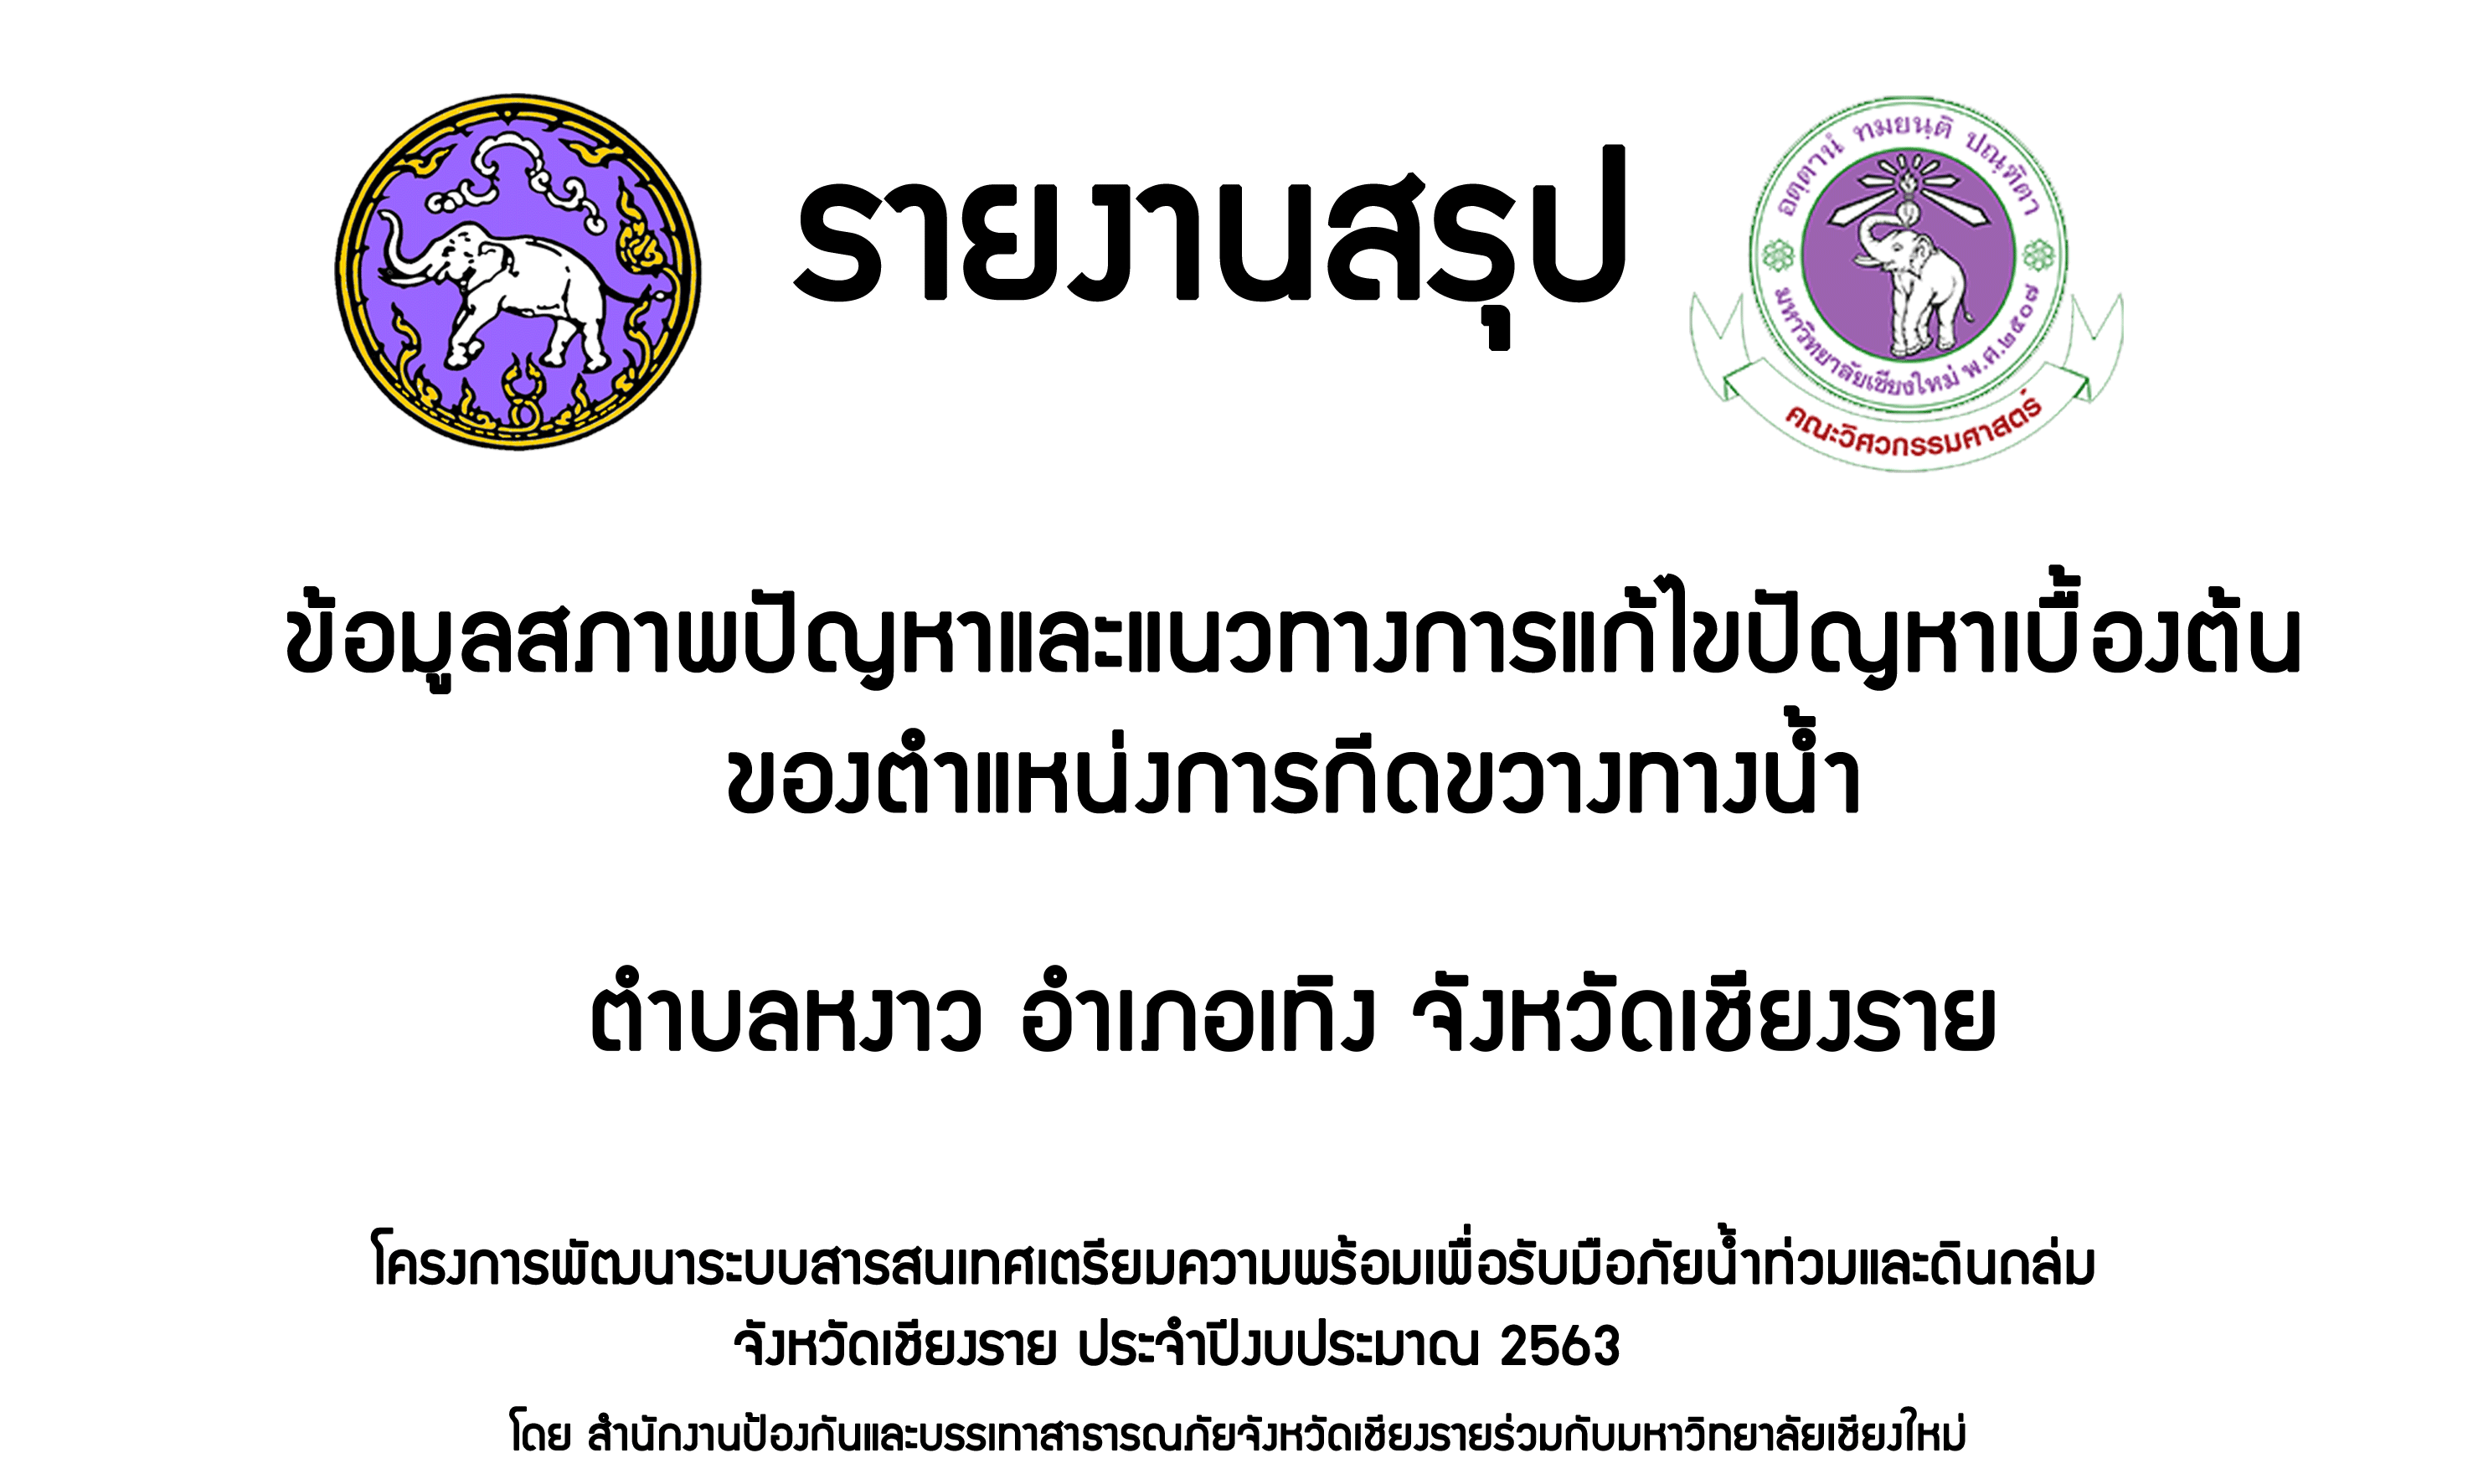 รายงานสรุป
อตฺตานํ ทมยนฺติ ปณฺฑิตา
มหาวิทยาลัยเชียงใหม่ พ.ศ.๒๕๐๗
คณะวิศวกรรมศาสตร์
ข้อมูลสภาพปัญหาและแนวทางการแก้ไขปัญหาเบื้องต้น
ของตำแหน่งการกีดขวางทางน้ำ
ตำบลหงาว อำเภอเทิง จังหวัดเชียงราย
โครงการพัฒนาระบบสารสนเทศเตรียมความพร้อมเพื่อรับมือภัยน้ำท่วมและดินถล่ม
จังหวัดเชียงราย ประจำปีงบประมาณ 2563
โดย สำนักงานป้องกันและบรรเทาสาธารณภัยจังหวัดเชียงรายร่วมกับมหาวิทยาลัยเชียงใหม่